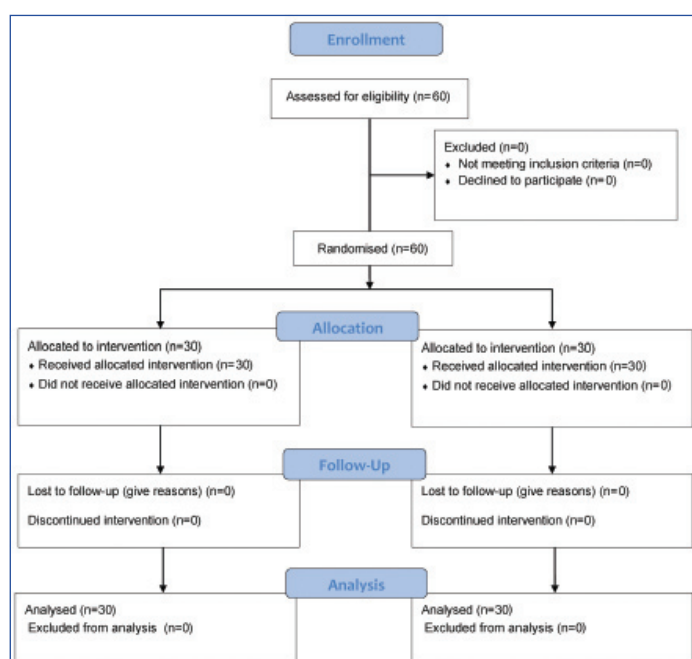 Enrollment
Assessed for eligibility (n=60)
Excluded (n=0)
♦ Not meeting inclusion criteria (n=0)
♦ Declined to participate (n=0)
Randomised (n=60)
Allocation
Allocated to intervention (n=30)
♦ Received allocated intervention (n=30)
♦ Did not receive allocated intervention (n=0)
Allocated to intervention (n=30)
♦ Received allocated intervention (n=30)
♦ Did not receive allocated intervention (n=0)
Follow-Up
Lost to follow-up (give reasons) (n=0)
Discontinued intervention (n=0)
Lost to follow-up (give reasons) (n=0)
Discontinued intervention (n=0)
Analysis
Analysed (n=30)
Excluded from analysis (n=0)
Analysed (n=30)
Excluded from analysis (n=0)